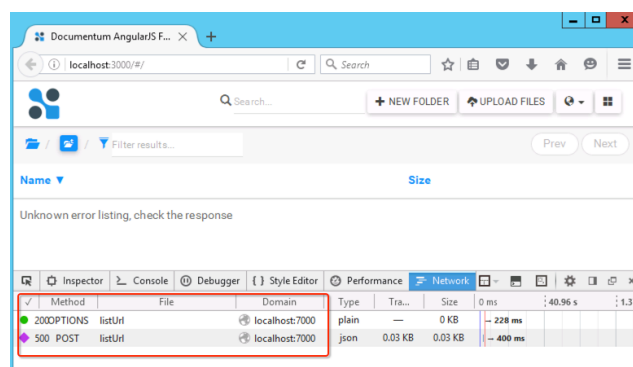 Documentum AngularJS F...
localhost:3000/#/
Search
Search...
NEW FOLDER
UPLOAD FILES
/
/
Filter results...
Prev
Next
Name
Size
Unknown error listing, check the response
Inspector
Console
Debugger
{ } Style Editor
Performance
Network
✓ Method File Domain Type Tra... Size 0 ms 40.96 s 1.3
200 OPTIONS listUrl localhost:7000 plain — 0 KB → 228 ms
500 POST listUrl localhost:7000 json 0.03 KB 0.03 KB → 400 ms